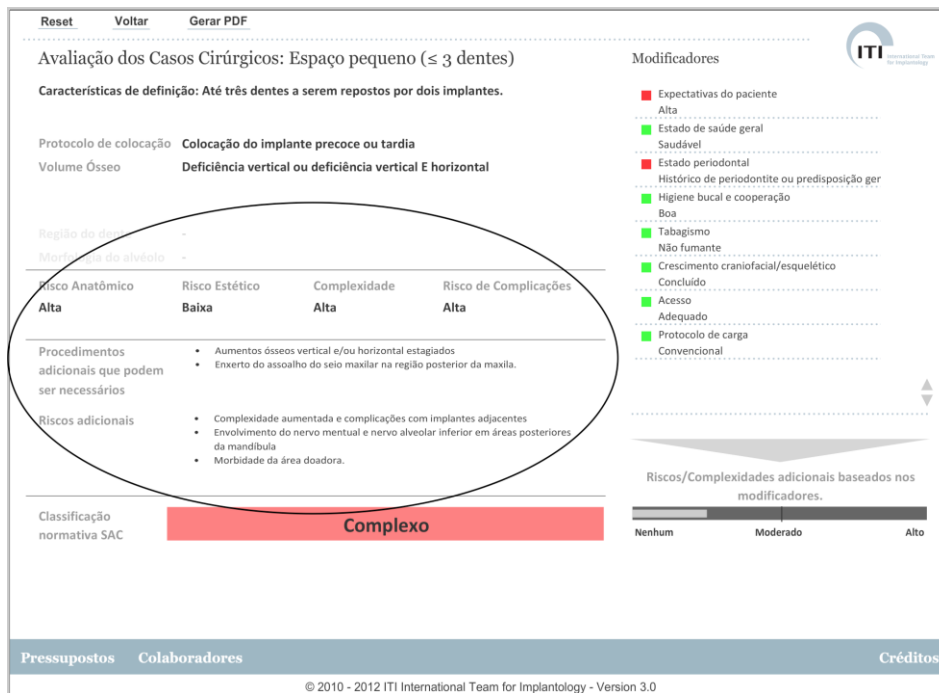 Reset Voltar Gerar PDF
Avaliação dos Casos Cirúrgicos: Espaço pequeno (≤ 3 dentes)
Características de definição: Até três dentes a serem repostos por dois implantes.
Protocolo de colocação Colocação do implante precoce ou tardia
Volume Ósseo Deficiência vertical ou deficiência vertical E horizontal
Região do dente -
Morfologia do alvéolo -
Risco Anatômico Risco Estético Complexidade Risco de Complicações
Alta Baixa Alta Alta
Procedimentos
adicionais que podem
ser necessários
• Aumentos ósseos vertical e/ou horizontal estagiados
• Enxerto do assoalho do seio maxilar na região posterior da maxila.
Riscos adicionais
• Complexidade aumentada e complicações com implantes adjacentes
• Envolvimento do nervo mentual e nervo alveolar inferior em áreas posteriores
da mandíbula
• Morbidade da área doadora.
Classificação
normativa SAC
Complexo
ITI International Team
for Implantology
Modificadores
Expectativas do paciente
Alta
Estado de saúde geral
Saudável
Estado periodontal
Histórico de periodontite ou predisposição ger
Higiene bucal e cooperação
Boa
Tabagismo
Não fumante
Crescimento craniofacial/esquelético
Concluído
Acesso
Adequado
Protocolo de carga
Convencional
Riscos/Complexidades adicionais baseados nos
modificadores.
Nenhum Moderado Alto
Pressupostos Colaboradores Créditos
© 2010 - 2012 ITI International Team for Implantology - Version 3.0